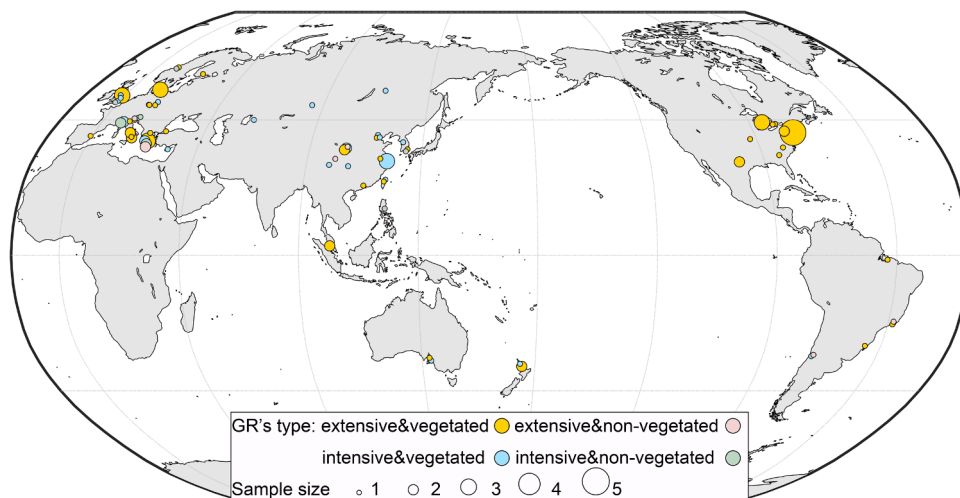 GR's type: extensive&vegetated extensive&non-vegetated
intensive&vegetated intensive&non-vegetated
Sample size 1 2 3 4 5